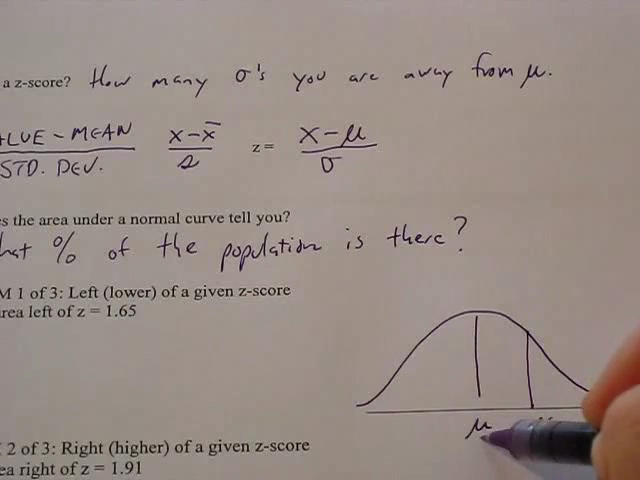 a z-score? How many σ's you are away from μ.
VALUE - MEAN x - x̄ x - μ
z =
STD. DEV. s σ
es the area under a normal curve tell you?
hat % of the population is there?
M 1 of 3: Left (lower) of a given z-score
rea left of z = 1.65
μ
2 of 3: Right (higher) of a given z-score
ea right of z = 1.91